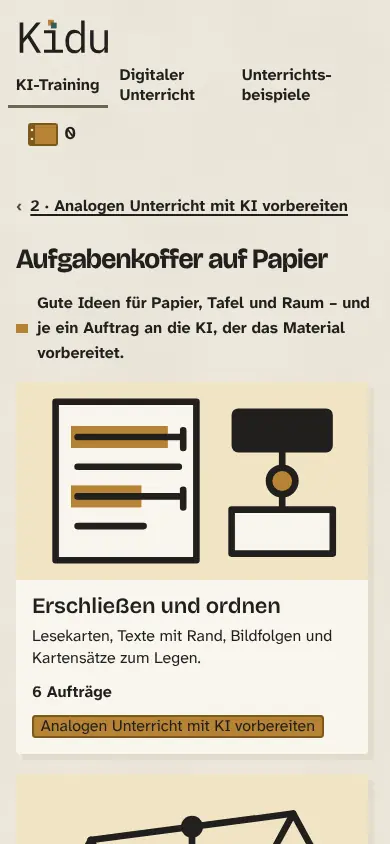 Kidu
KI-Training
Digitaler
Unterricht
Unterrichts-
beispiele
0
‹ 2 · Analogen Unterricht mit KI vorbereiten
Aufgabenkoffer auf Papier
Gute Ideen für Papier, Tafel und Raum – und
je ein Auftrag an die KI, der das Material
vorbereitet.
Erschließen und ordnen
Lesekarten, Texte mit Rand, Bildfolgen und
Kartensätze zum Legen.
6 Aufträge
Analogen Unterricht mit KI vorbereiten